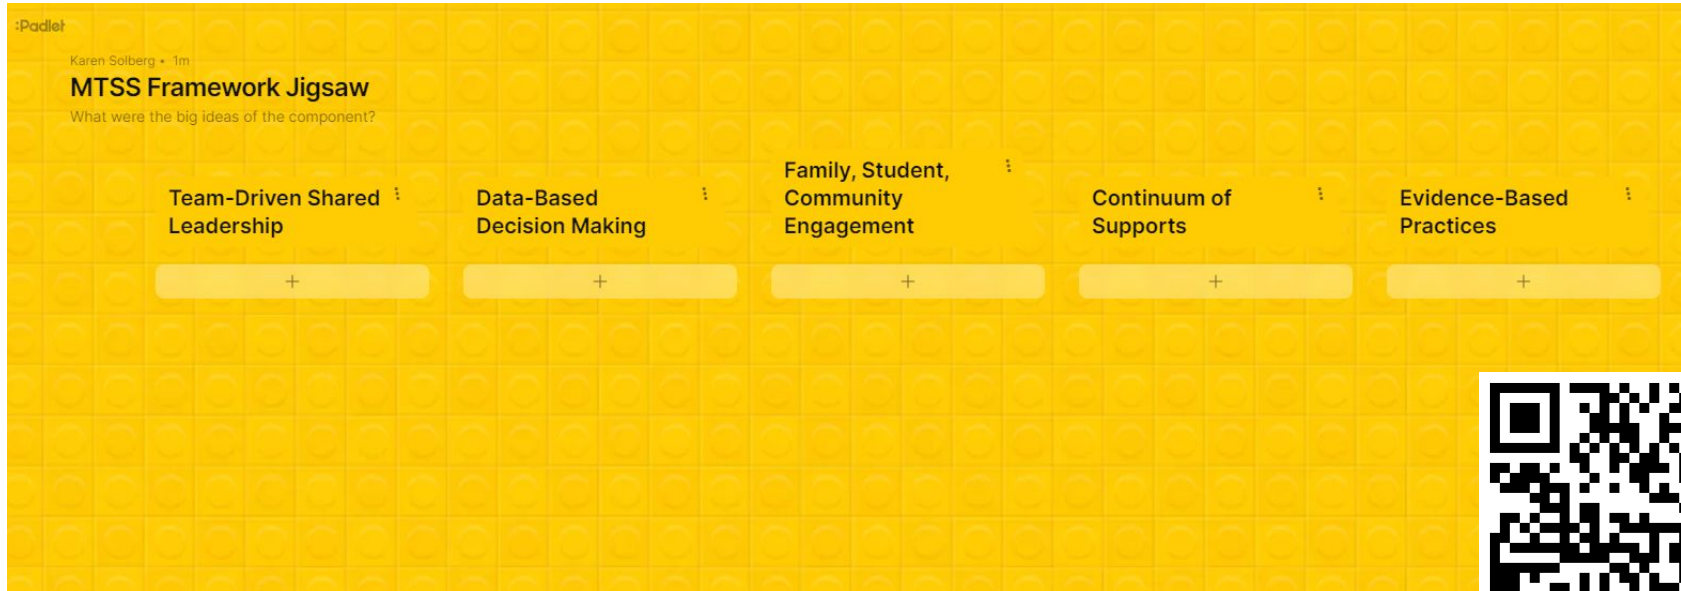 :Padlet
Karen Solberg • 1m
MTSS Framework Jigsaw
What were the big ideas of the component?
Team-Driven Shared
Leadership
Data-Based
Decision Making
Family, Student,
Community
Engagement
Continuum of
Supports
Evidence-Based
Practices
+
+
+
+
+